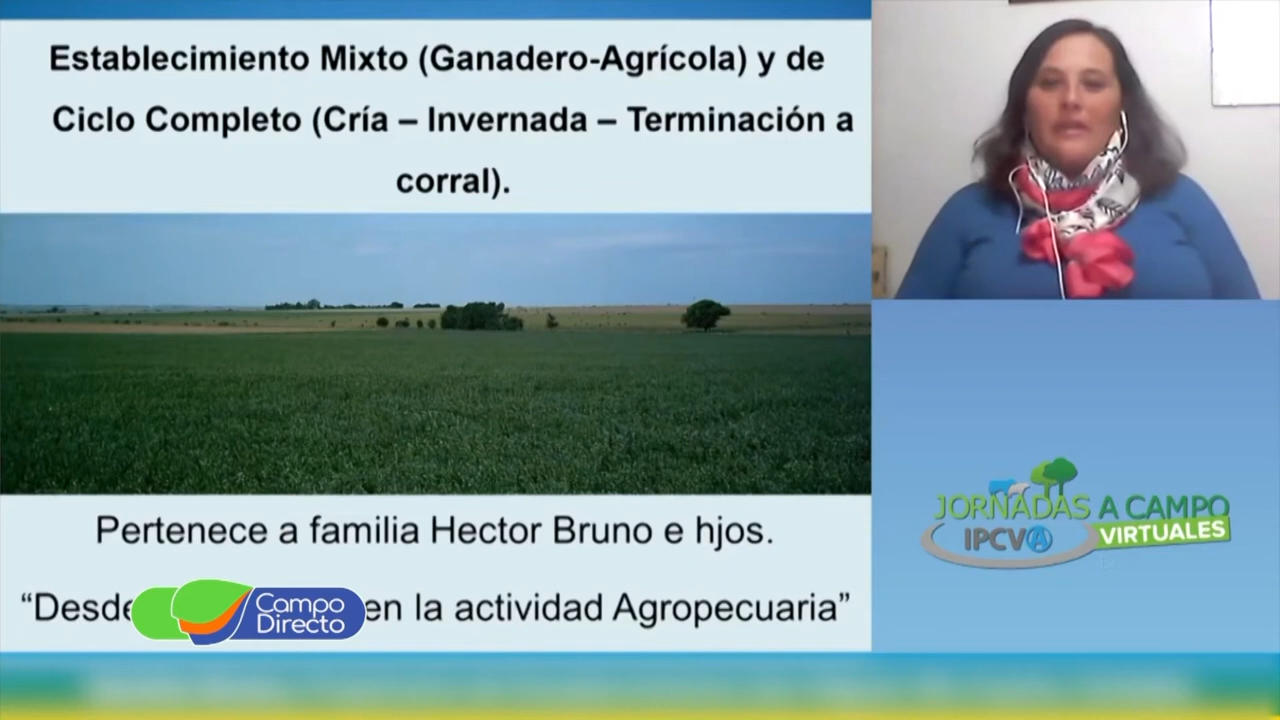 Establecimiento Mixto (Ganadero-Agrícola) y de
Ciclo Completo (Cría – Invernada – Terminación a
corral).
Pertenece a familia Hector Bruno e hjos.
“Desde en la actividad Agropecuaria”
Campo
Directo
JORNADAS A CAMPO
IPCVA VIRTUALES